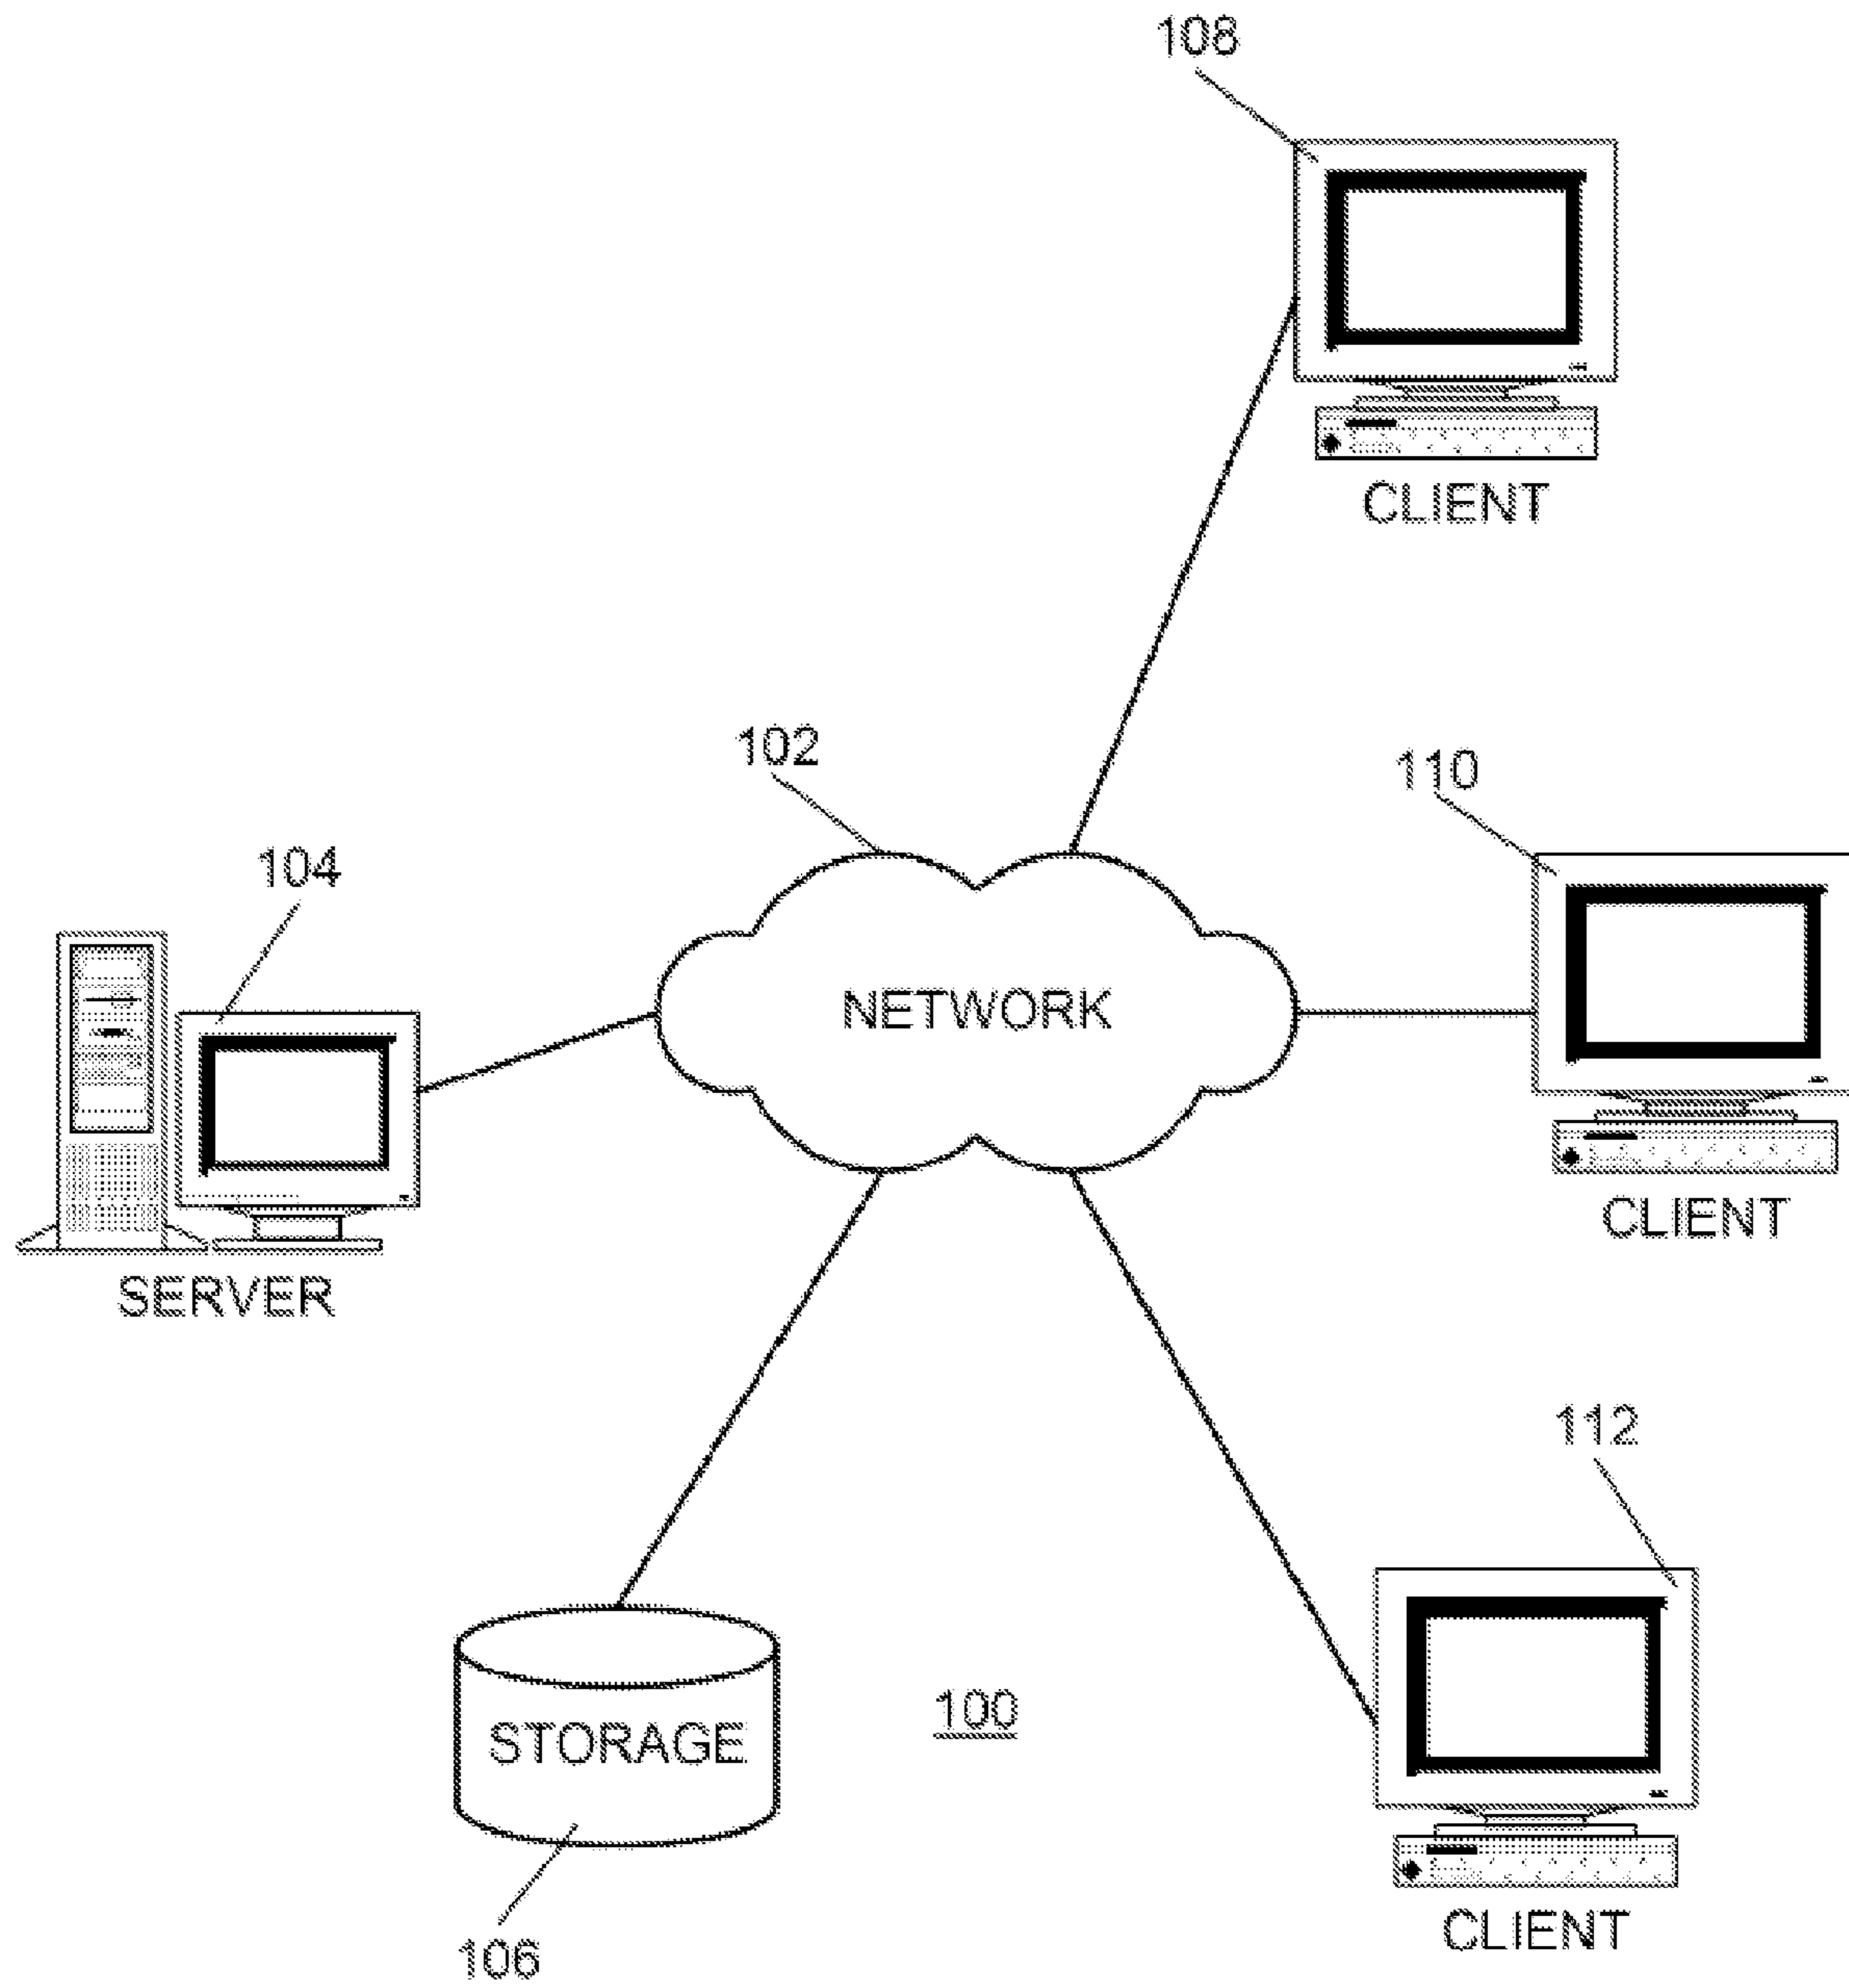 108
CLIENT
102
110
104
NETWORK
CLIENT
SERVER
112
100
STORAGE
106
CLIENT